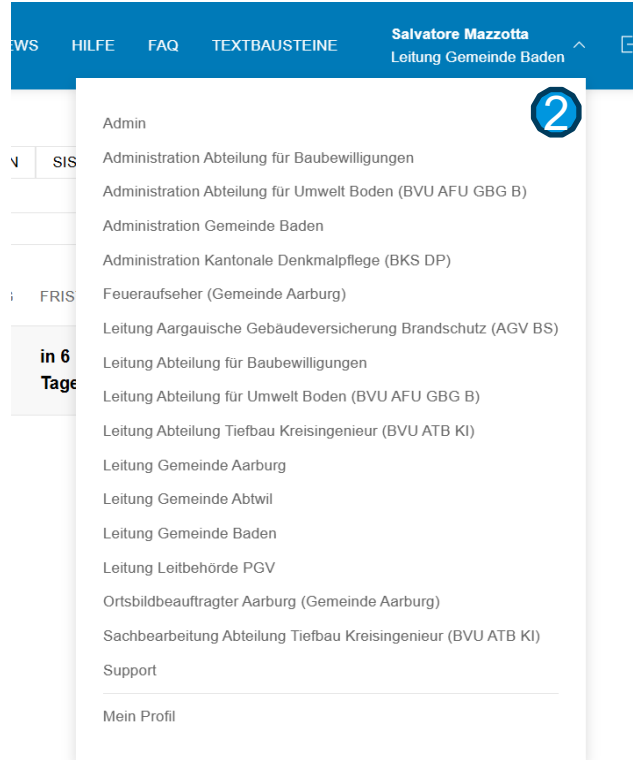 EWS HILFE FAQ TEXTBAUSTEINE
Salvatore Mazzotta
Leitung Gemeinde Baden
2
Admin
N SIS
Administration Abteilung für Baubewilligungen
Administration Abteilung für Umwelt Boden (BVU AFU GBG B)
Administration Gemeinde Baden
Administration Kantonale Denkmalpflege (BKS DP)
G FRIS
Feueraufseher (Gemeinde Aarburg)
Leitung Aargauische Gebäudeversicherung Brandschutz (AGV BS)
in 6
Tage
Leitung Abteilung für Baubewilligungen
Leitung Abteilung für Umwelt Boden (BVU AFU GBG B)
Leitung Abteilung Tiefbau Kreisingenieur (BVU ATB KI)
Leitung Gemeinde Aarburg
Leitung Gemeinde Abtwil
Leitung Gemeinde Baden
Leitung Leitbehörde PGV
Ortsbildbeauftragter Aarburg (Gemeinde Aarburg)
Sachbearbeitung Abteilung Tiefbau Kreisingenieur (BVU ATB KI)
Support
Mein Profil